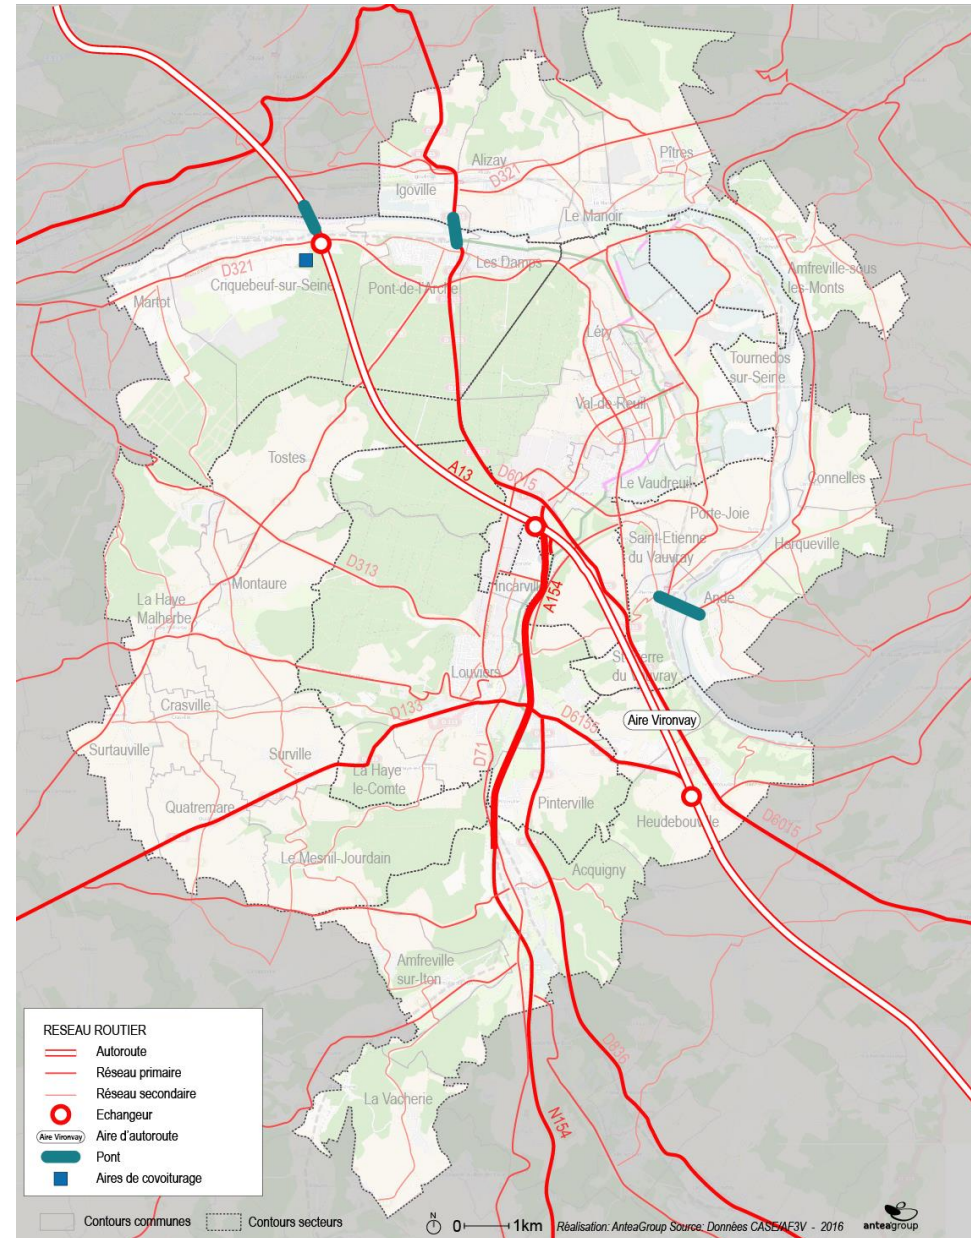 Alizay
Pîtres
D321
Igoville
Le Manoir
D321
Criquebeuf-sur-Seine
Les Damps
Pont-de-l'Arche
Amfreville-sous
les-Monts
Martot
Léry
Tournedos
sur-Seine
Val-de-Reuil
Tostes
A13
D6015
Le Vaudreuil
Connelles
Porte-Joie
Saint-Etienne
du Vauvray
Herqueville
D313
Montaure
Incarville
A154
Ande
La Haye
Malherbe
Louviers
St-Pierre
du Vauvray
Crasville
D133
D6155
Aire Vironvay
Surtauville
Surville
D71
La Haye
le-Comte
Pinterville
Quatremare
Heudebouville
D6015
Le Mesnil-Jourdain
Acquigny
Amfreville
sur-Iton
D836
La Vacherie
N154
RESEAU ROUTIER
Autoroute
Réseau primaire
Réseau secondaire
Echangeur
Aire Vironvay
Aire d'autoroute
Pont
Aires de covoiturage
Contours communes
Contours secteurs
N
0 1km
Réalisation: AnteaGroup Source: Données CASE/AF3V - 2016
anteagroup